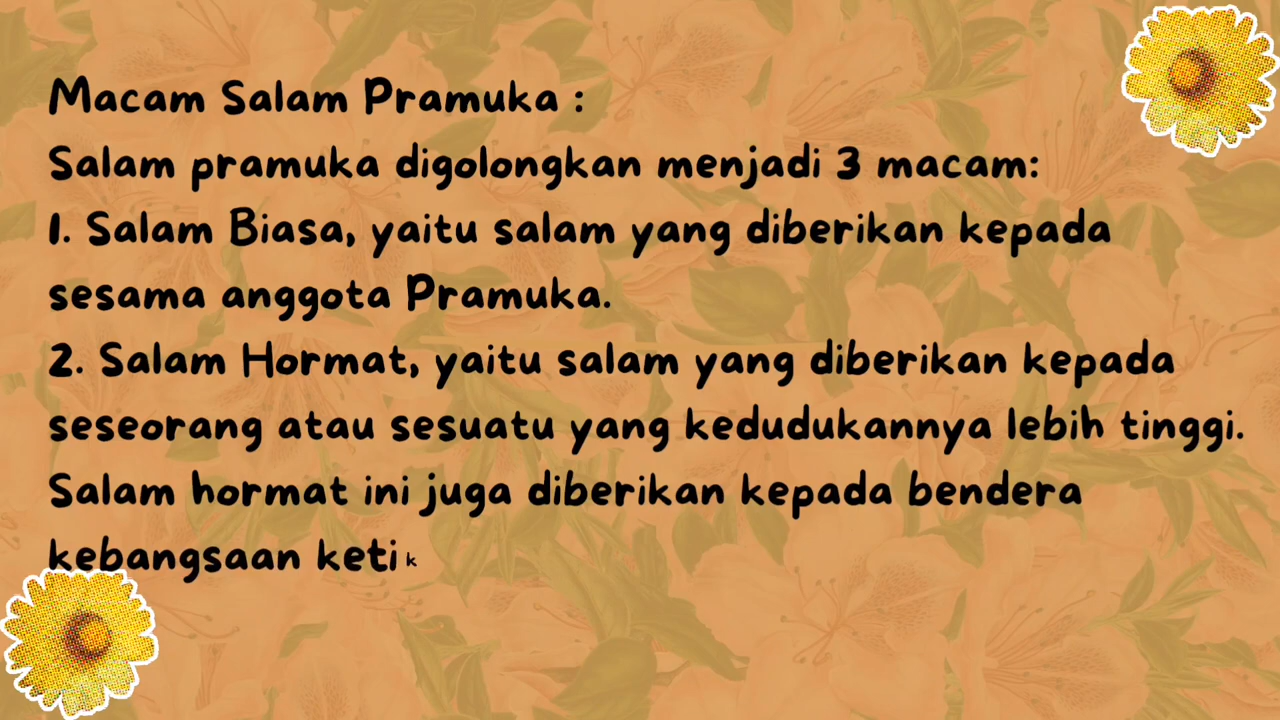 Macam Salam Pramuka :
Salam pramuka digolongkan menjadi 3 macam:
1. Salam Biasa, yaitu salam yang diberikan kepada
sesama anggota Pramuka.
2. Salam Hormat, yaitu salam yang diberikan kepada
seseorang atau sesuatu yang kedudukannya lebih tinggi.
Salam hormat ini juga diberikan kepada bendera
kebangsaan ketik